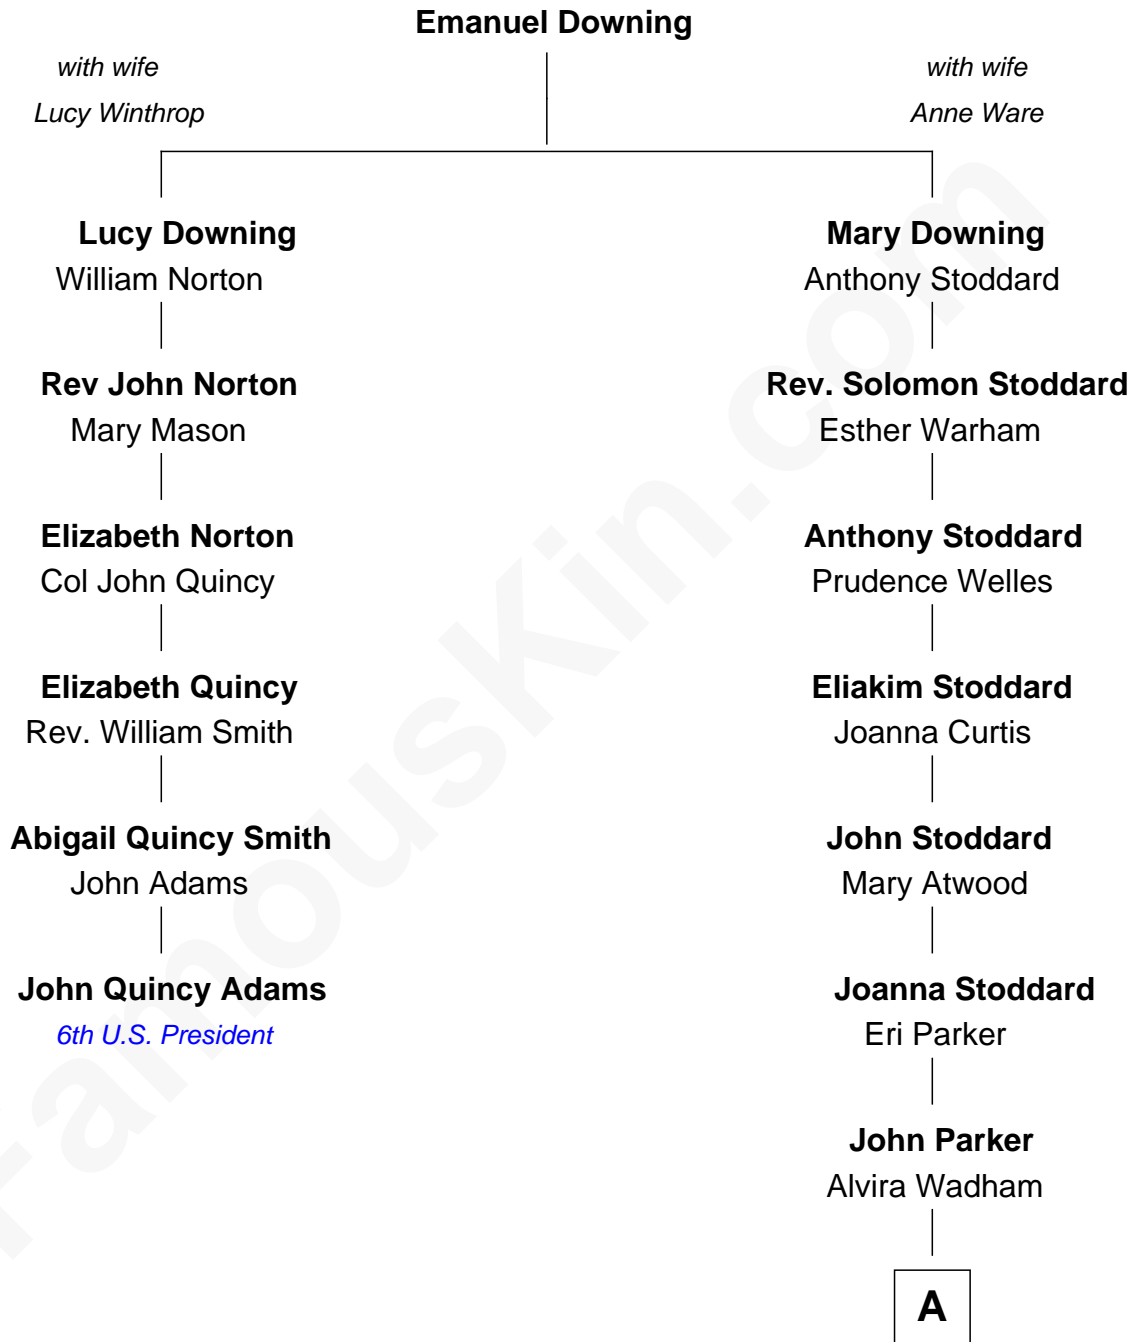 Emanuel Downing
with wife
Lucy Winthrop
with wife
Anne Ware
Lucy Downing
William Norton
Mary Downing
Anthony Stoddard
Rev John Norton
Mary Mason
Rev. Solomon Stoddard
Esther Warham
Elizabeth Norton
Col John Quincy
Anthony Stoddard
Prudence Welles
Elizabeth Quincy
Rev. William Smith
Eliakim Stoddard
Joanna Curtis
Abigail Quincy Smith
John Adams
John Stoddard
Mary Atwood
John Quincy Adams
6th U.S. President
Joanna Stoddard
Eri Parker
John Parker
Alvira Wadham
A
FamousKin.com